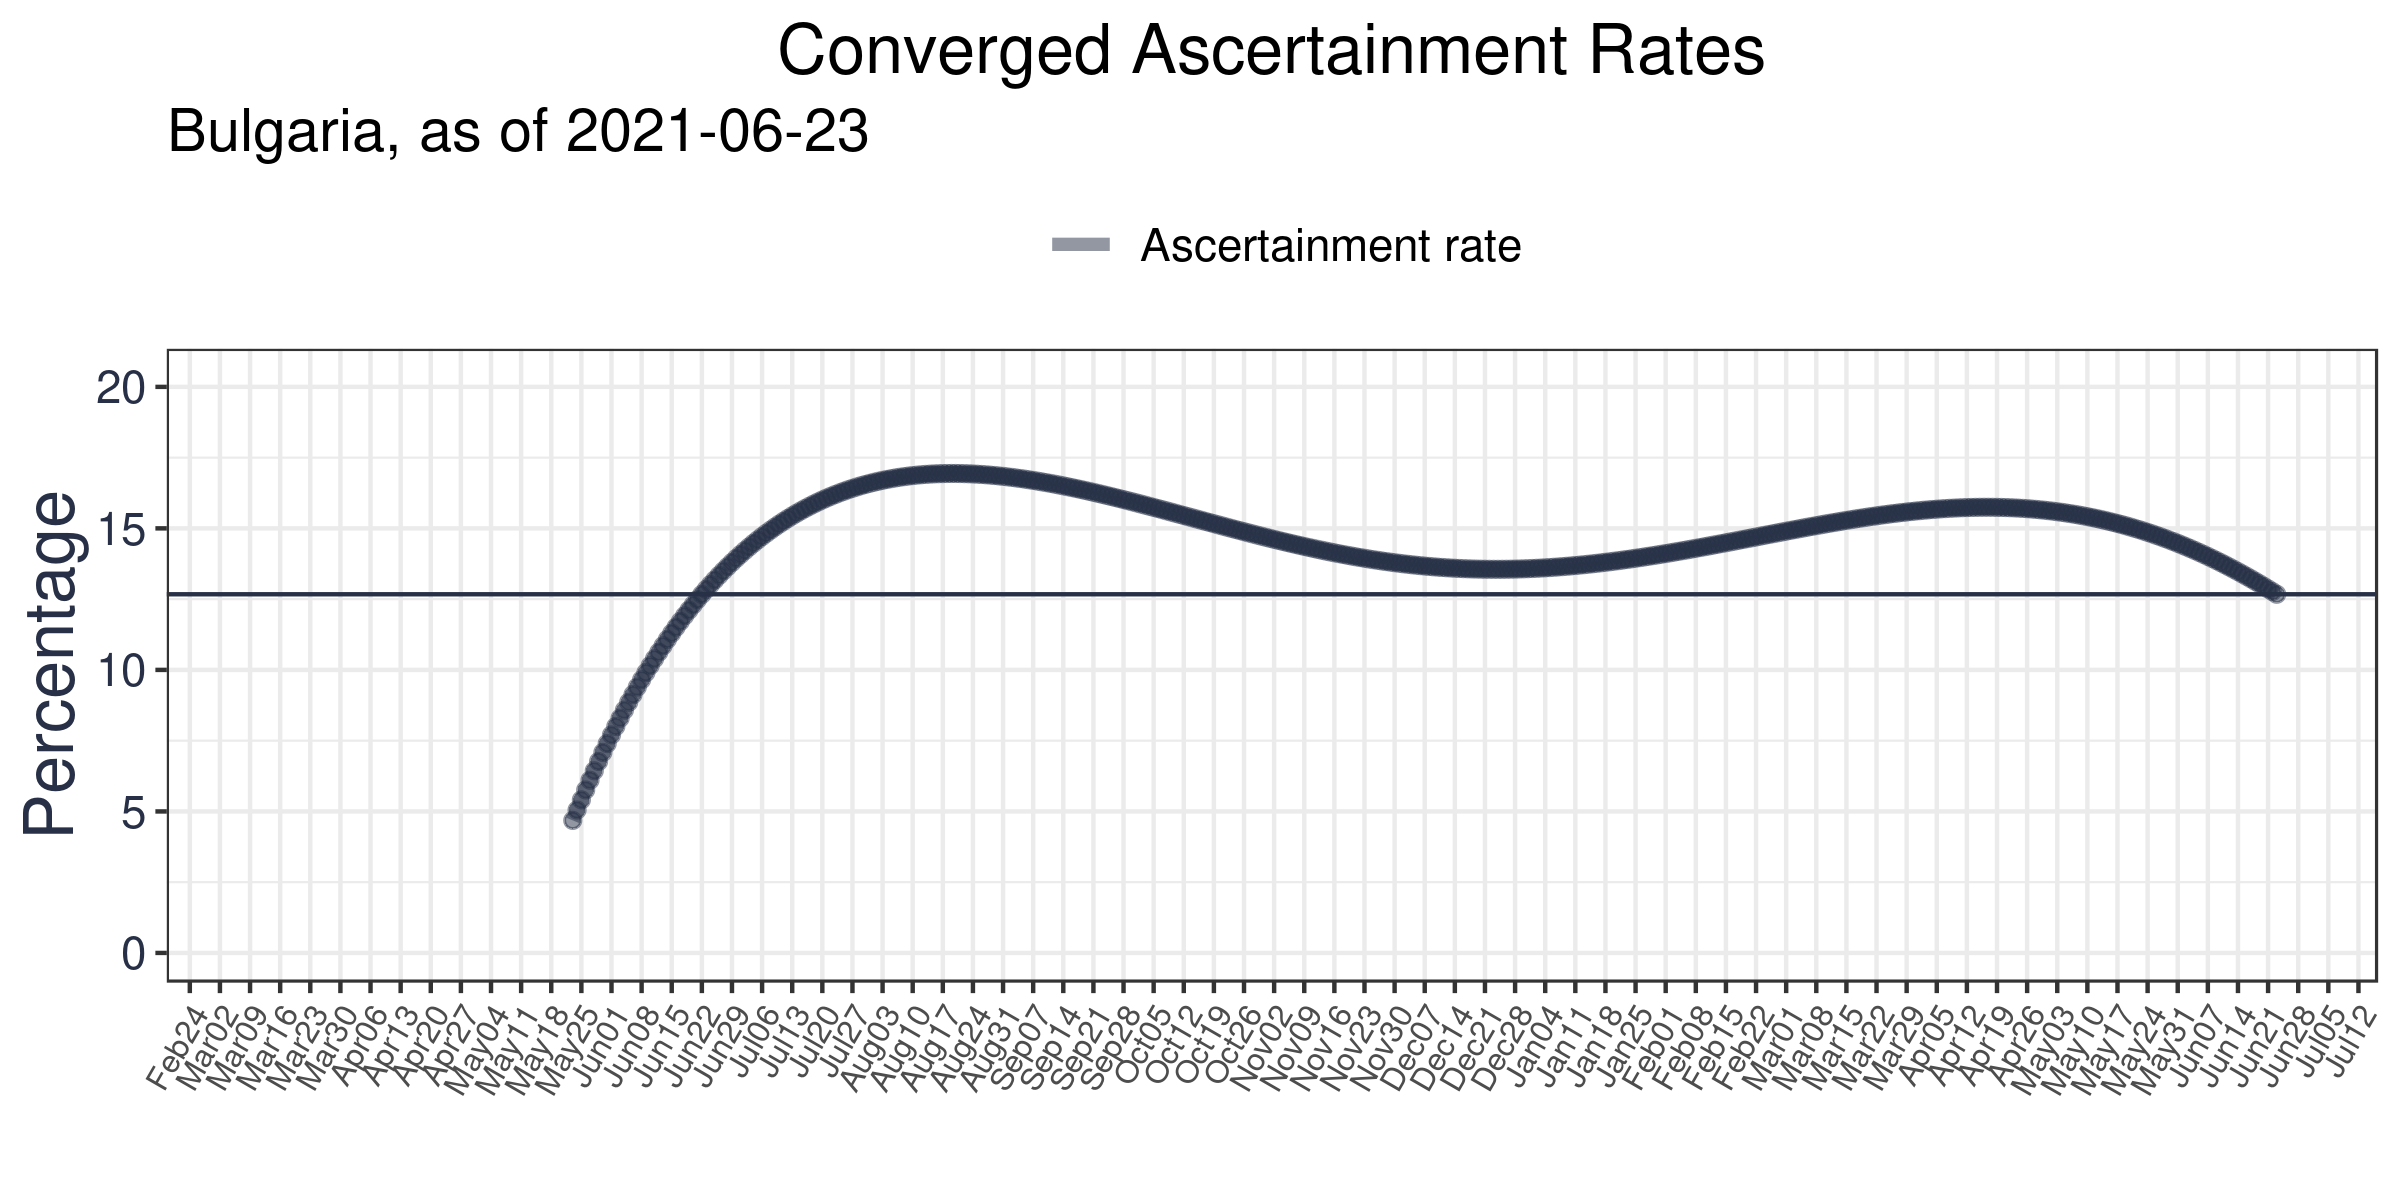 Converged Ascertainment Rates
Bulgaria, as of 2021-06-23
Ascertainment rate
Percentage
20
15
10
5
0
Feb24 Mar02 Mar09 Mar16 Mar23 Mar30 Apr06 Apr13 Apr20 Apr27 May04 May11 May18 May25 Jun01 Jun08 Jun15 Jun22 Jun29 Jul06 Jul13 Jul20 Jul27 Aug03 Aug10 Aug17 Aug24 Aug31 Sep07 Sep14 Sep21 Sep28 Oct05 Oct12 Oct19 Oct26 Nov02 Nov09 Nov16 Nov23 Nov30 Dec07 Dec14 Dec21 Dec28 Jan04 Jan11 Jan18 Jan25 Feb01 Feb08 Feb15 Feb22 Mar01 Mar08 Mar15 Mar22 Mar29 Apr05 Apr12 Apr19 Apr26 May03 May10 May17 May24 May31 Jun07 Jun14 Jun21 Jun28 Jul05 Jul12